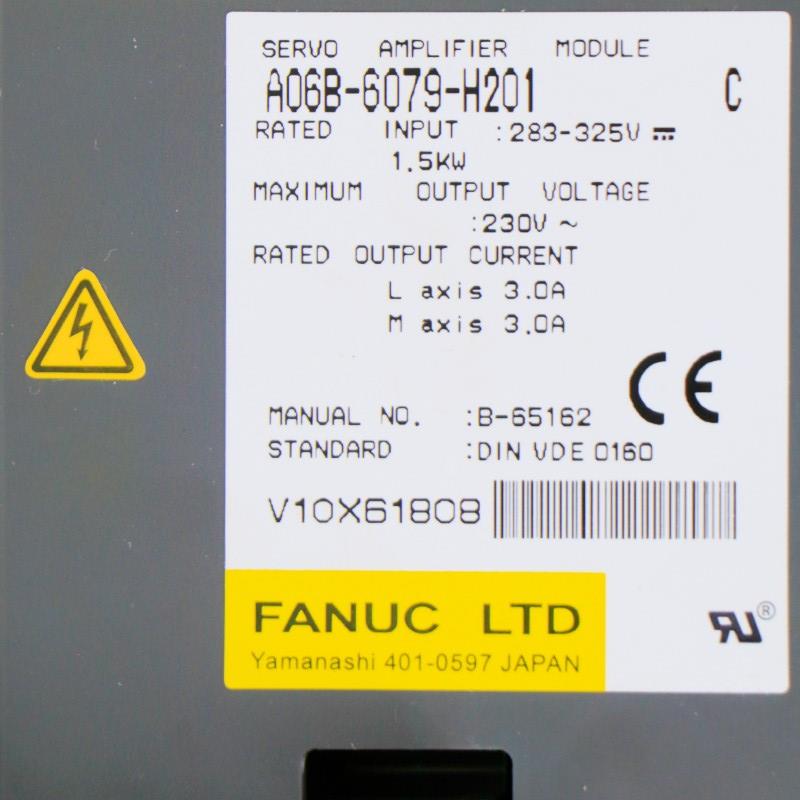 SERVO AMPLIFIER MODULE
A06B-6079-H201 C
RATED INPUT :283-325V ⎓
1.5KW
MAXIMUM OUTPUT VOLTAGE
:230V ~
RATED OUTPUT CURRENT
L axis 3.0A
M axis 3.0A
CE
MANUAL NO. :B-65162
STANDARD :DIN VDE 0160
V10X61808
FANUC LTD
Yamanashi 401-0597 JAPAN
RU®